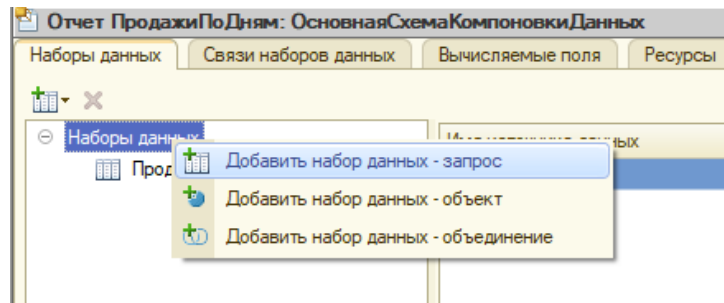 Отчет ПродажиПоДням: ОсновнаяСхемаКомпоновкиДанных
Наборы данных Связи наборов данных Вычисляемые поля Ресурсы
Наборы данных
Добавить набор данных - запрос
Добавить набор данных - объект
Добавить набор данных - объединение